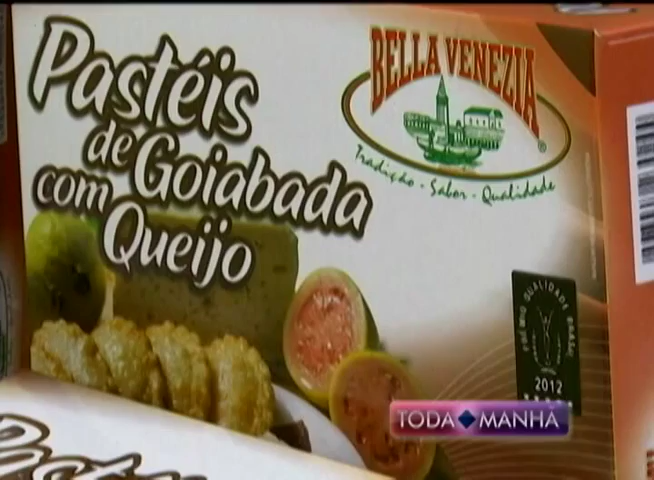 Pastéis
de Goiabada
com Queijo
BELLA VENEZIA
®
Tradição - Sabor - Qualidade
PRÊMIO QUALIDADE BRASIL
2012
TODA MANHÃ